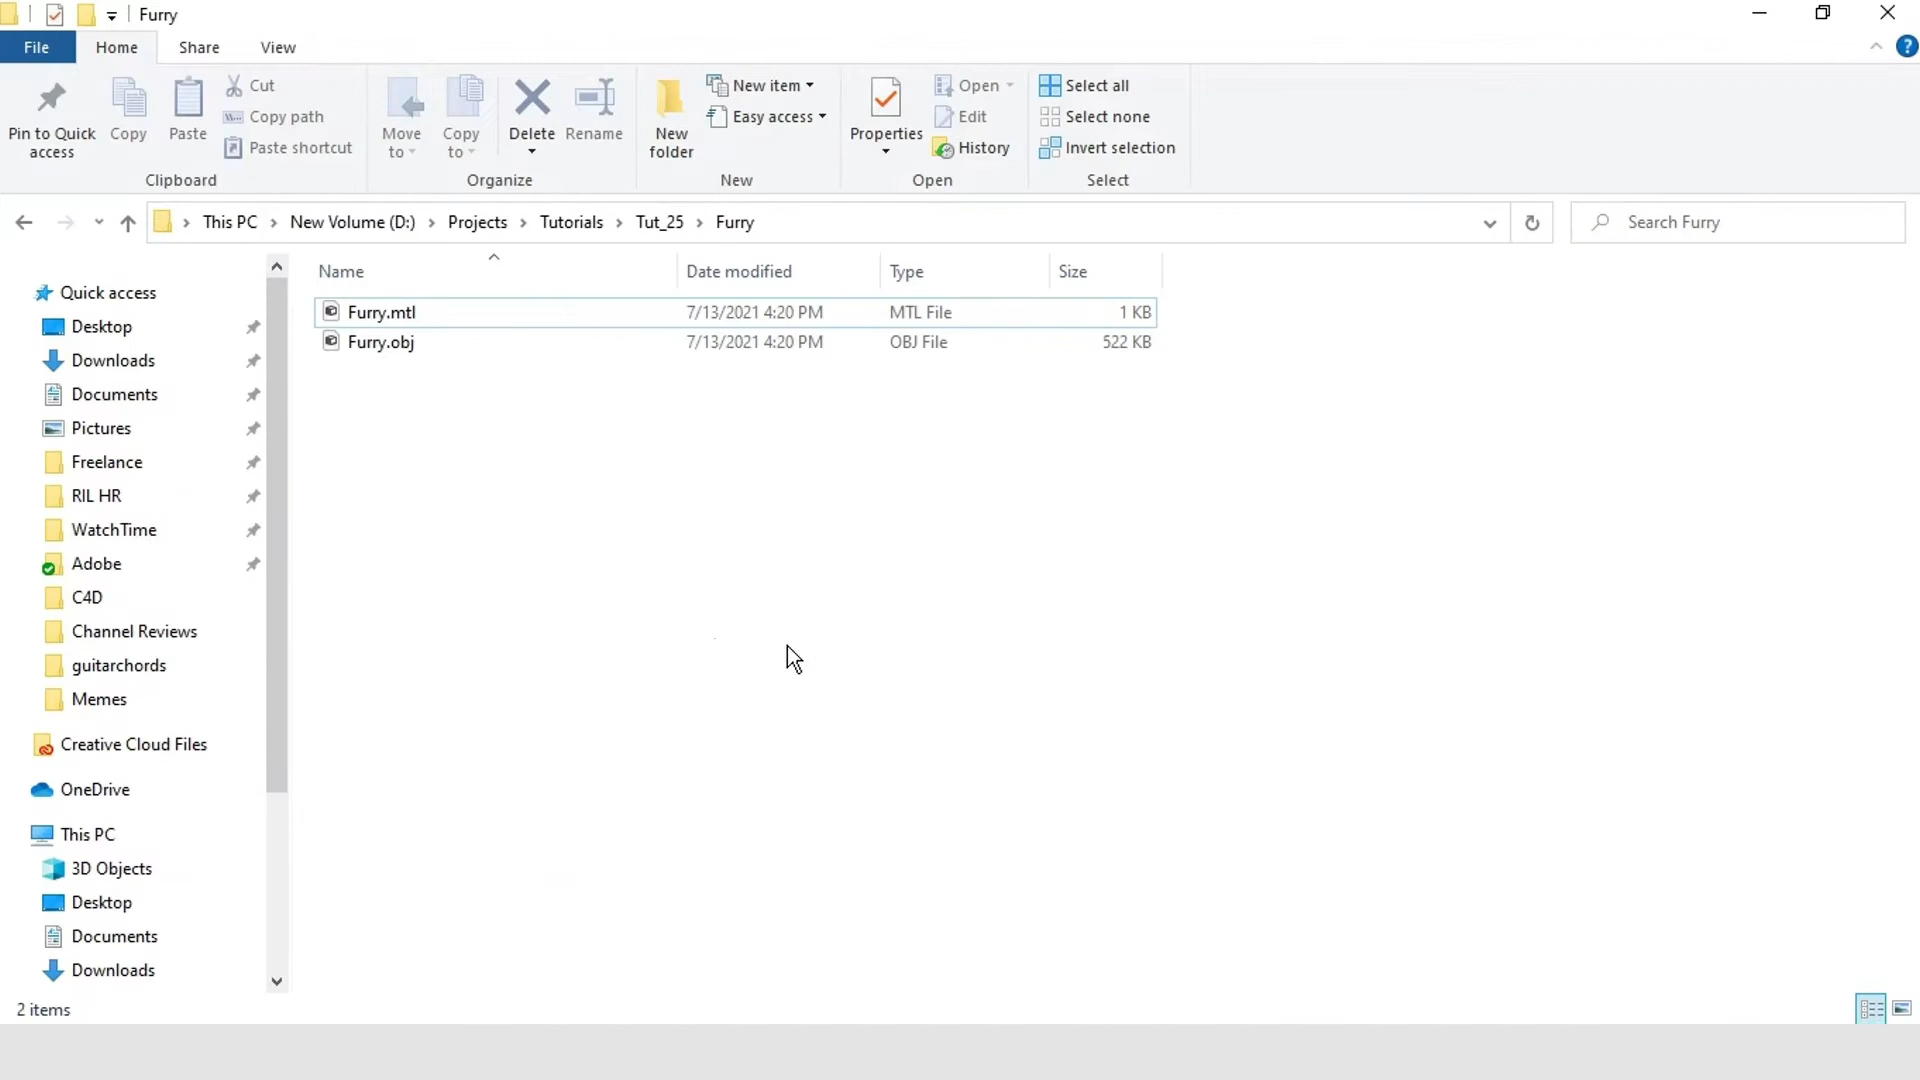 Furry
File Home Share View
Pin to Quick access
Copy
Paste
Cut
Copy path
Paste shortcut
Clipboard
Move to
Copy to
Delete
Rename
Organize
New folder
New item
Easy access
New
Properties
Open
Edit
History
Open
Select all
Select none
Invert selection
Select
This PC › New Volume (D:) › Projects › Tutorials › Tut_25 › Furry
Search Furry
Name Date modified Type Size
Furry.mtl 7/13/2021 4:20 PM MTL File 1 KB
Furry.obj 7/13/2021 4:20 PM OBJ File 522 KB
Quick access
Desktop
Downloads
Documents
Pictures
Freelance
RIL HR
WatchTime
Adobe
C4D
Channel Reviews
guitarchords
Memes
Creative Cloud Files
OneDrive
This PC
3D Objects
Desktop
Documents
Downloads
2 items